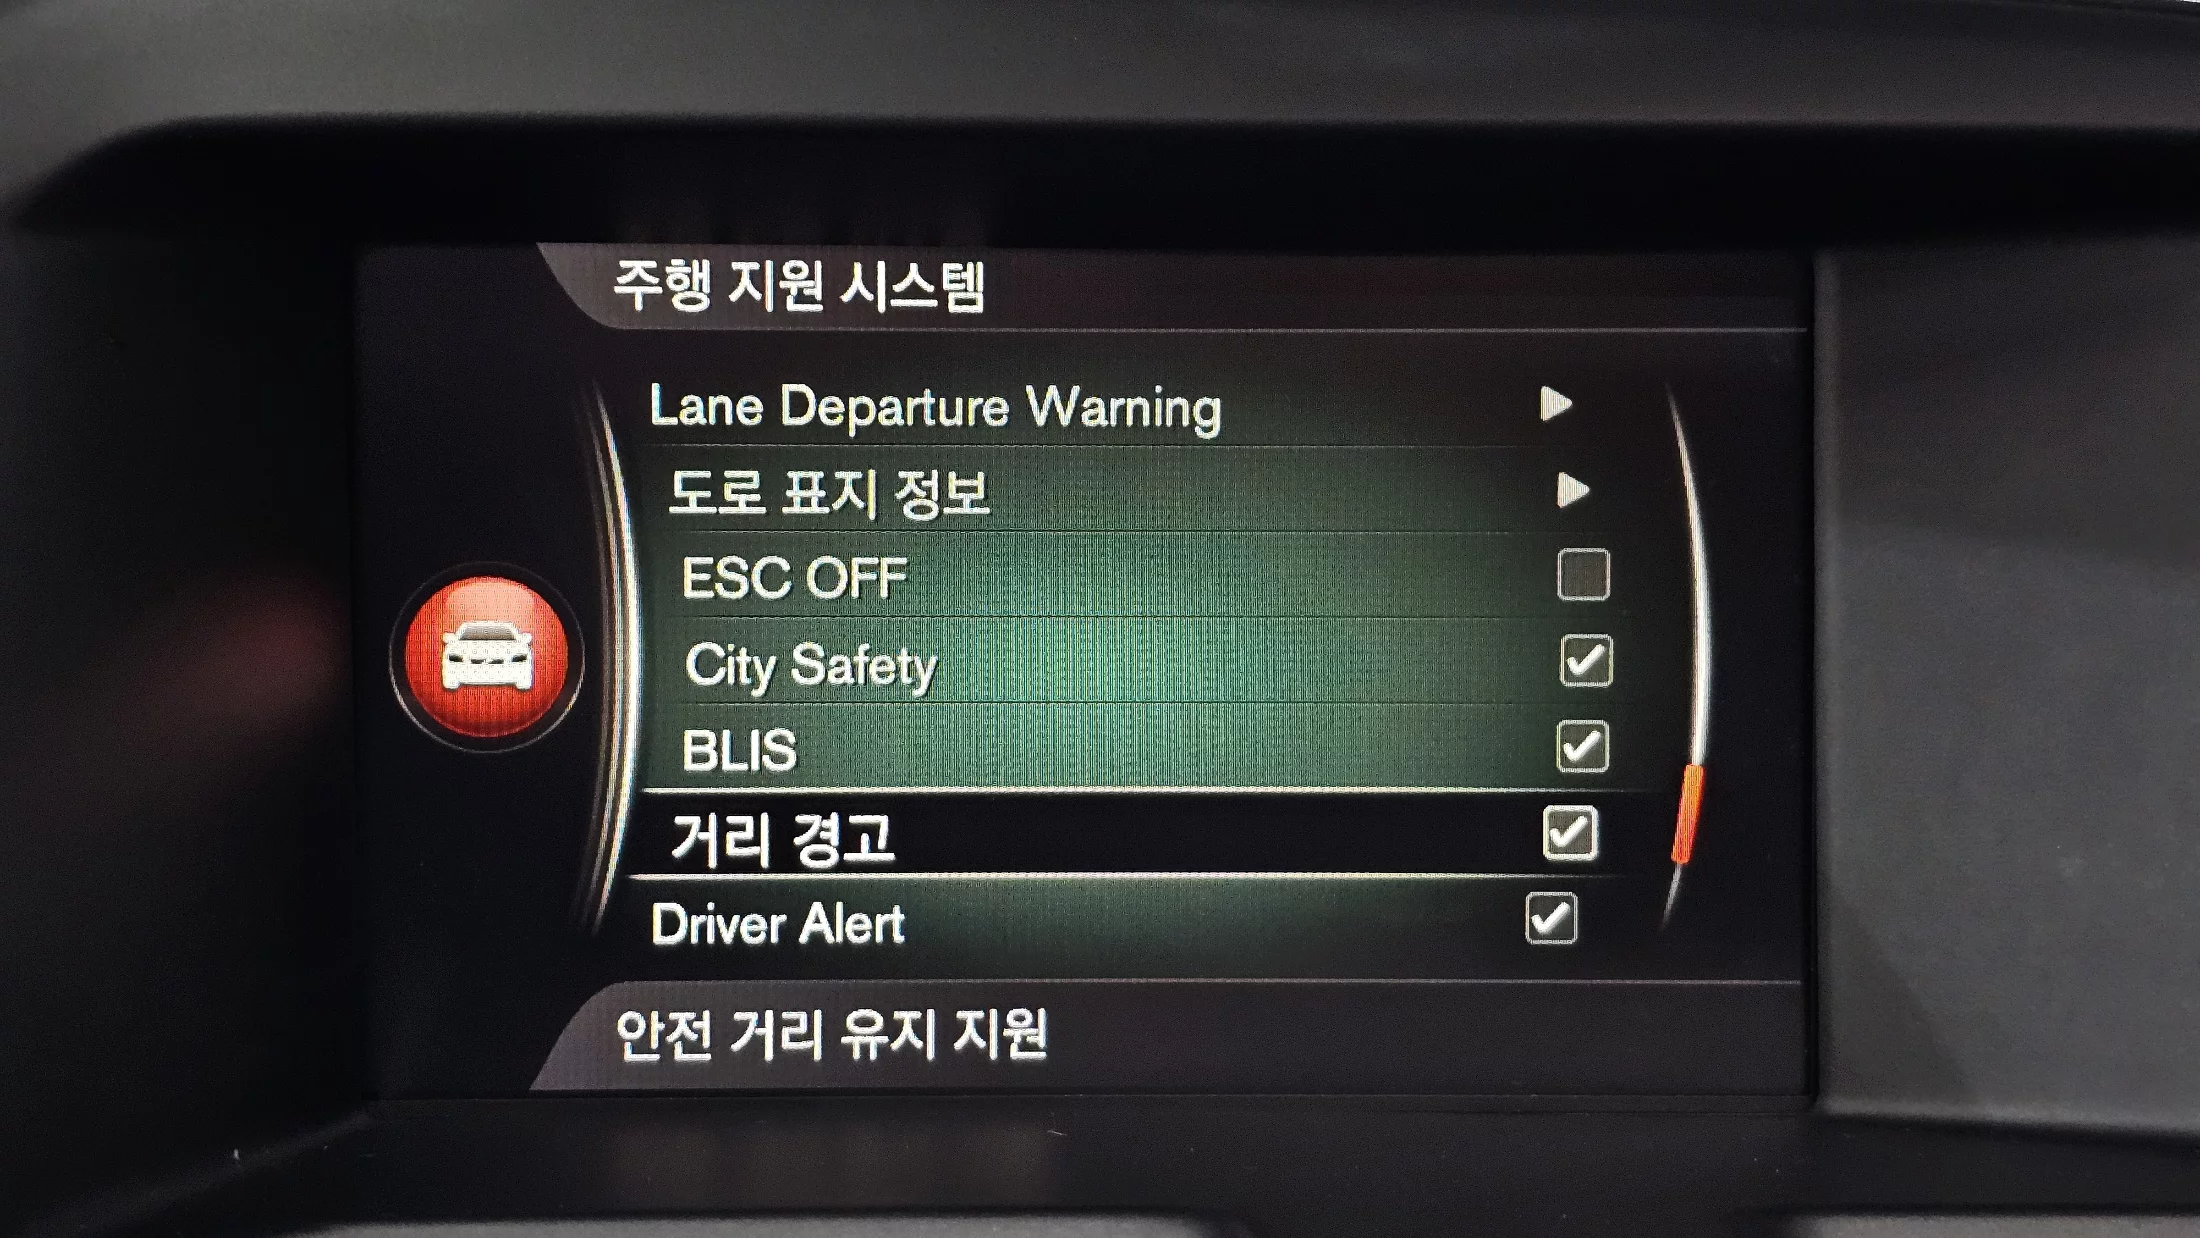 주행 지원 시스템
Lane Departure Warning
도로 표지 정보
ESC OFF
City Safety
BLIS
거리 경고
Driver Alert
안전 거리 유지 지원